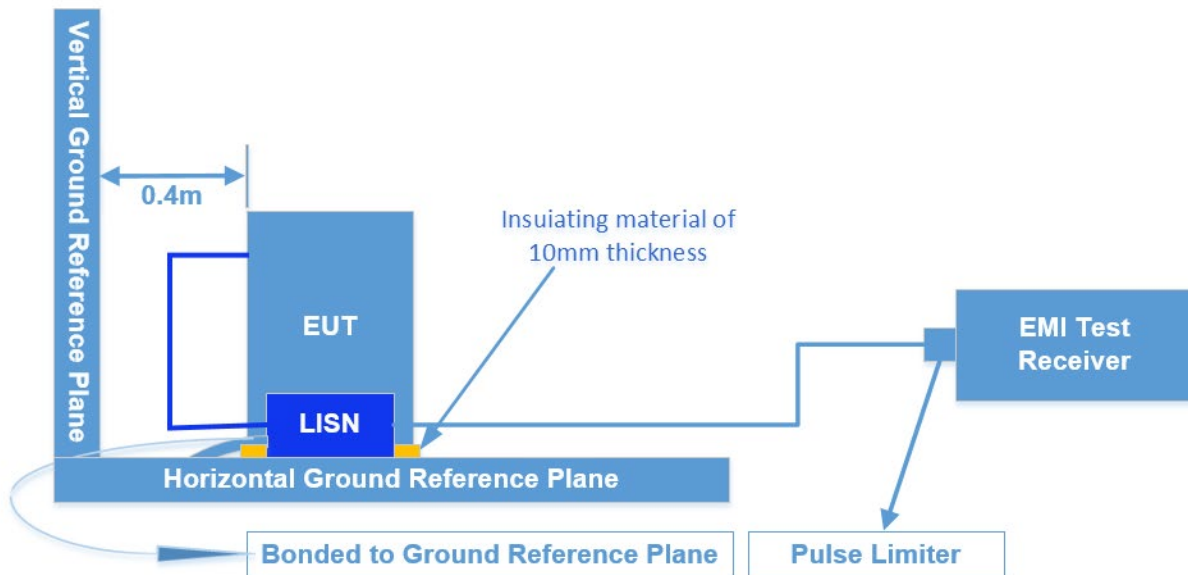 Vertical Ground Reference Plane
0.4m
Insuiating material of
10mm thickness
EUT
EMI Test
Receiver
LISN
Horizontal Ground Reference Plane
Bonded to Ground Reference Plane
Pulse Limiter